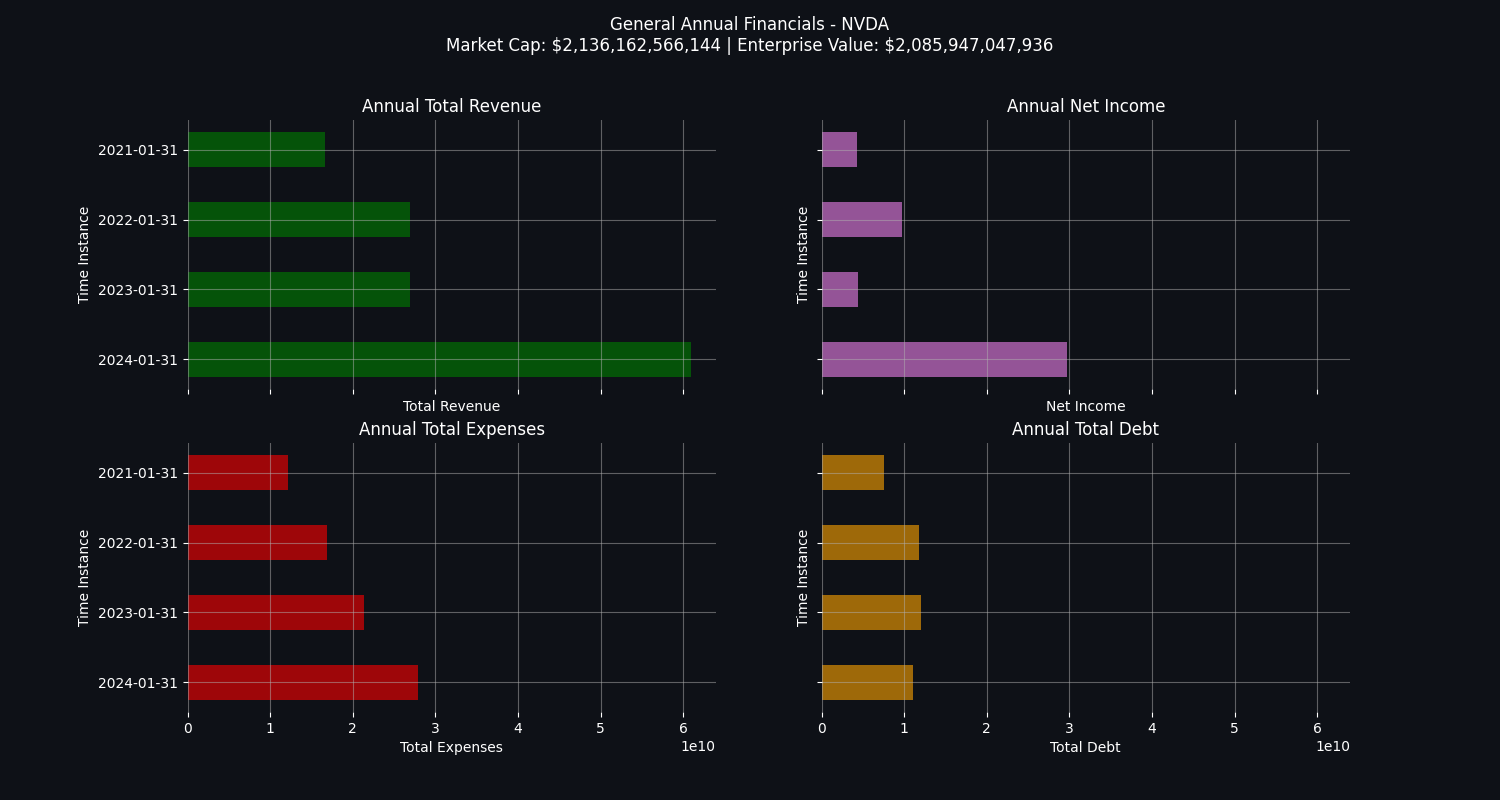 General Annual Financials - NVDA
Market Cap: $2,136,162,566,144 | Enterprise Value: $2,085,947,047,936
Annual Total Revenue
Time Instance
2021-01-31
2022-01-31
2023-01-31
2024-01-31
Total Revenue
Annual Net Income
Time Instance
Net Income
Annual Total Expenses
Time Instance
2021-01-31
2022-01-31
2023-01-31
2024-01-31
0 1 2 3 4 5 6
1e10
Total Expenses
Annual Total Debt
Time Instance
0 1 2 3 4 5 6
1e10
Total Debt